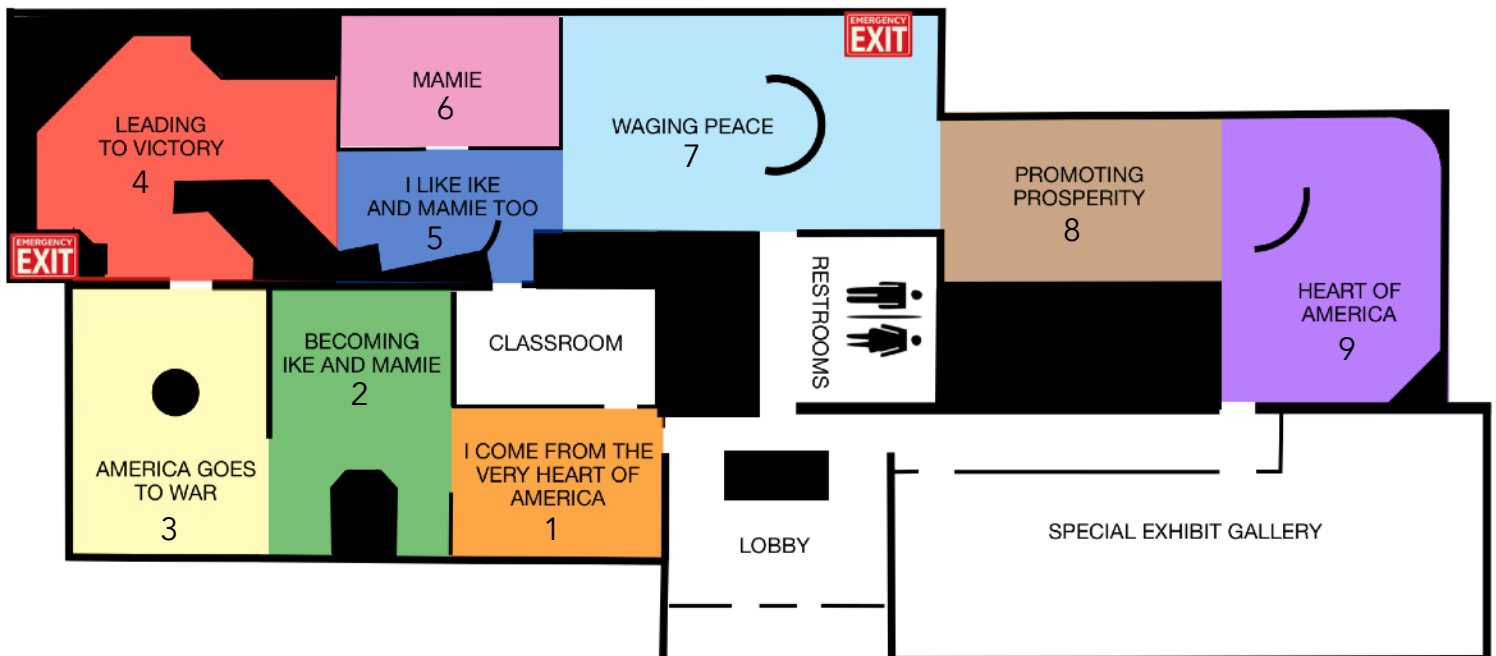 EMERGENCY
EXIT
MAMIE
6
LEADING
TO VICTORY
4
WAGING PEACE
7
I LIKE IKE
AND MAMIE TOO
5
PROMOTING
PROSPERITY
8
EMERGENCY
EXIT
RESTROOMS
HEART OF
AMERICA
9
BECOMING
IKE AND MAMIE
2
CLASSROOM
AMERICA GOES
TO WAR
3
I COME FROM THE
VERY HEART OF
AMERICA
1
LOBBY
SPECIAL EXHIBIT GALLERY